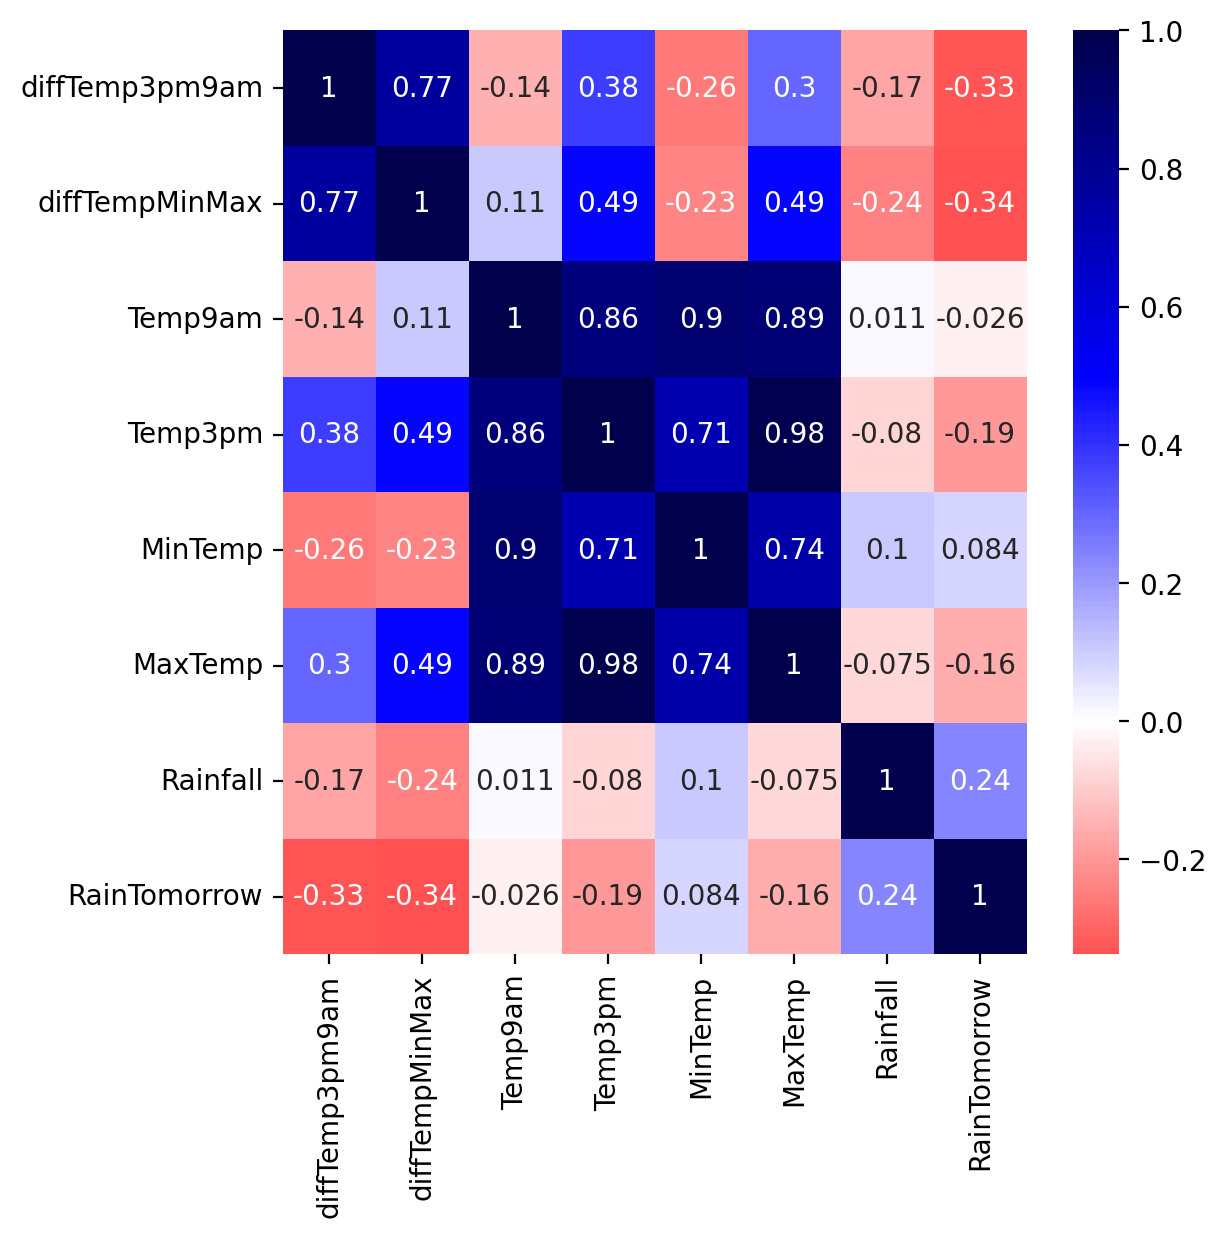 diffTemp3pm9am 1 0.77 -0.14 0.38 -0.26 0.3 -0.17 -0.33
diffTempMinMax 0.77 1 0.11 0.49 -0.23 0.49 -0.24 -0.34
Temp9am -0.14 0.11 1 0.86 0.9 0.89 0.011 -0.026
Temp3pm 0.38 0.49 0.86 1 0.71 0.98 -0.08 -0.19
MinTemp -0.26 -0.23 0.9 0.71 1 0.74 0.1 0.084
MaxTemp 0.3 0.49 0.89 0.98 0.74 1 -0.075 -0.16
Rainfall -0.17 -0.24 0.011 -0.08 0.1 -0.075 1 0.24
RainTomorrow -0.33 -0.34 -0.026 -0.19 0.084 -0.16 0.24 1
diffTemp3pm9am
diffTempMinMax
Temp9am
Temp3pm
MinTemp
MaxTemp
Rainfall
RainTomorrow
1.0
0.8
0.6
0.4
0.2
0.0
−0.2